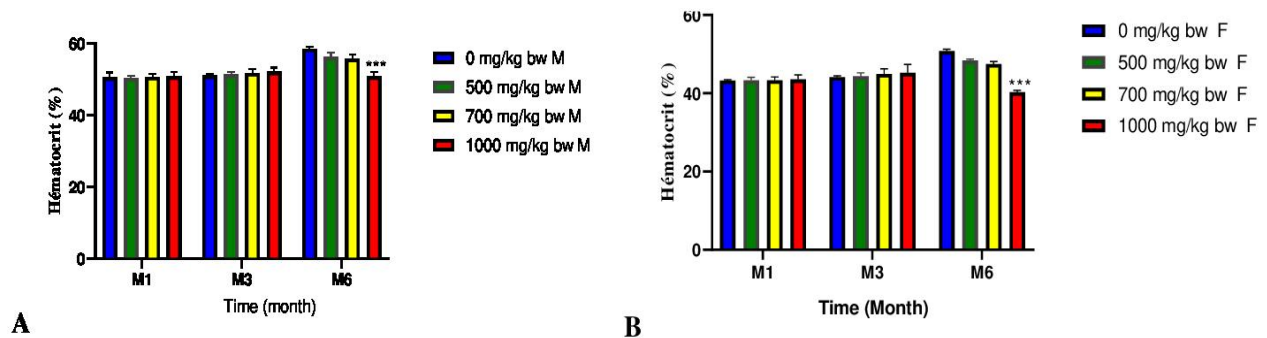 60
40
20
0
Hématocrit (%)
***
M1 M3 M6
Time (month)
0 mg/kg bw M
500 mg/kg bw M
700 mg/kg bw M
1000 mg/kg bw M
A
60
40
20
0
Hématocrit (%)
***
M1 M3 M6
Time (Month)
0 mg/kg bw F
500 mg/kg bw F
700 mg/kg bw F
1000 mg/kg bw F
B